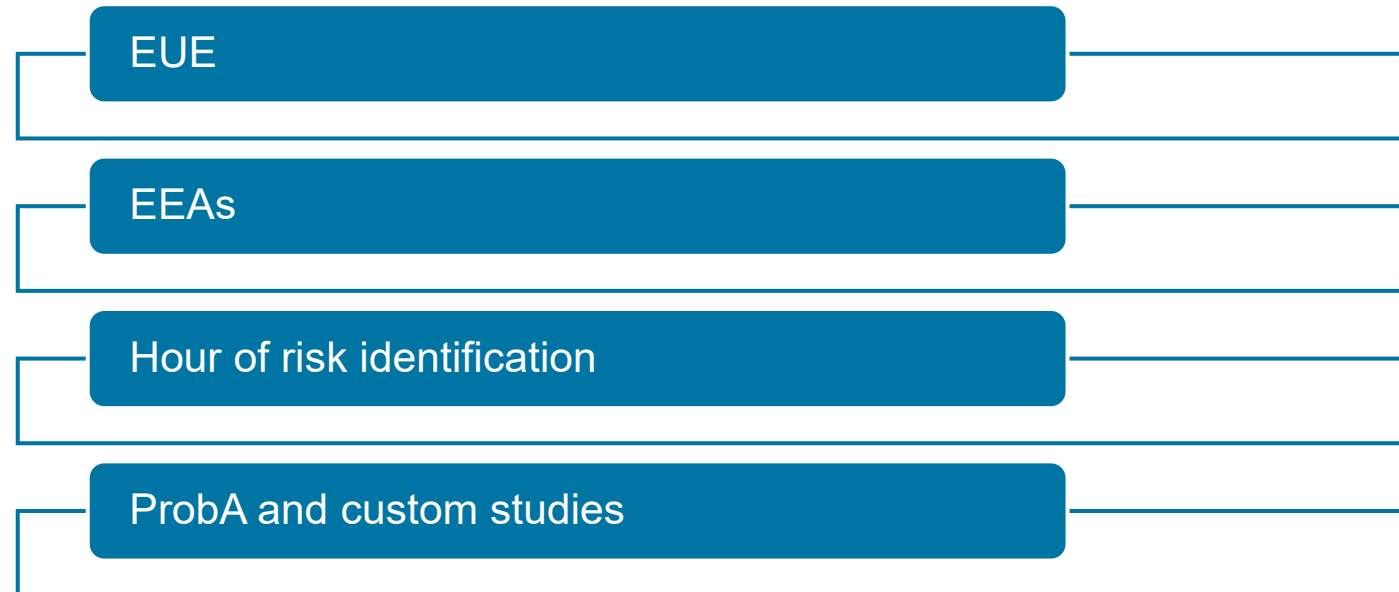 EUE
EEAs
Hour of risk identification
ProbA and custom studies